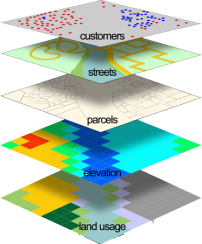 customers
streets
parcels
elevation
land usage